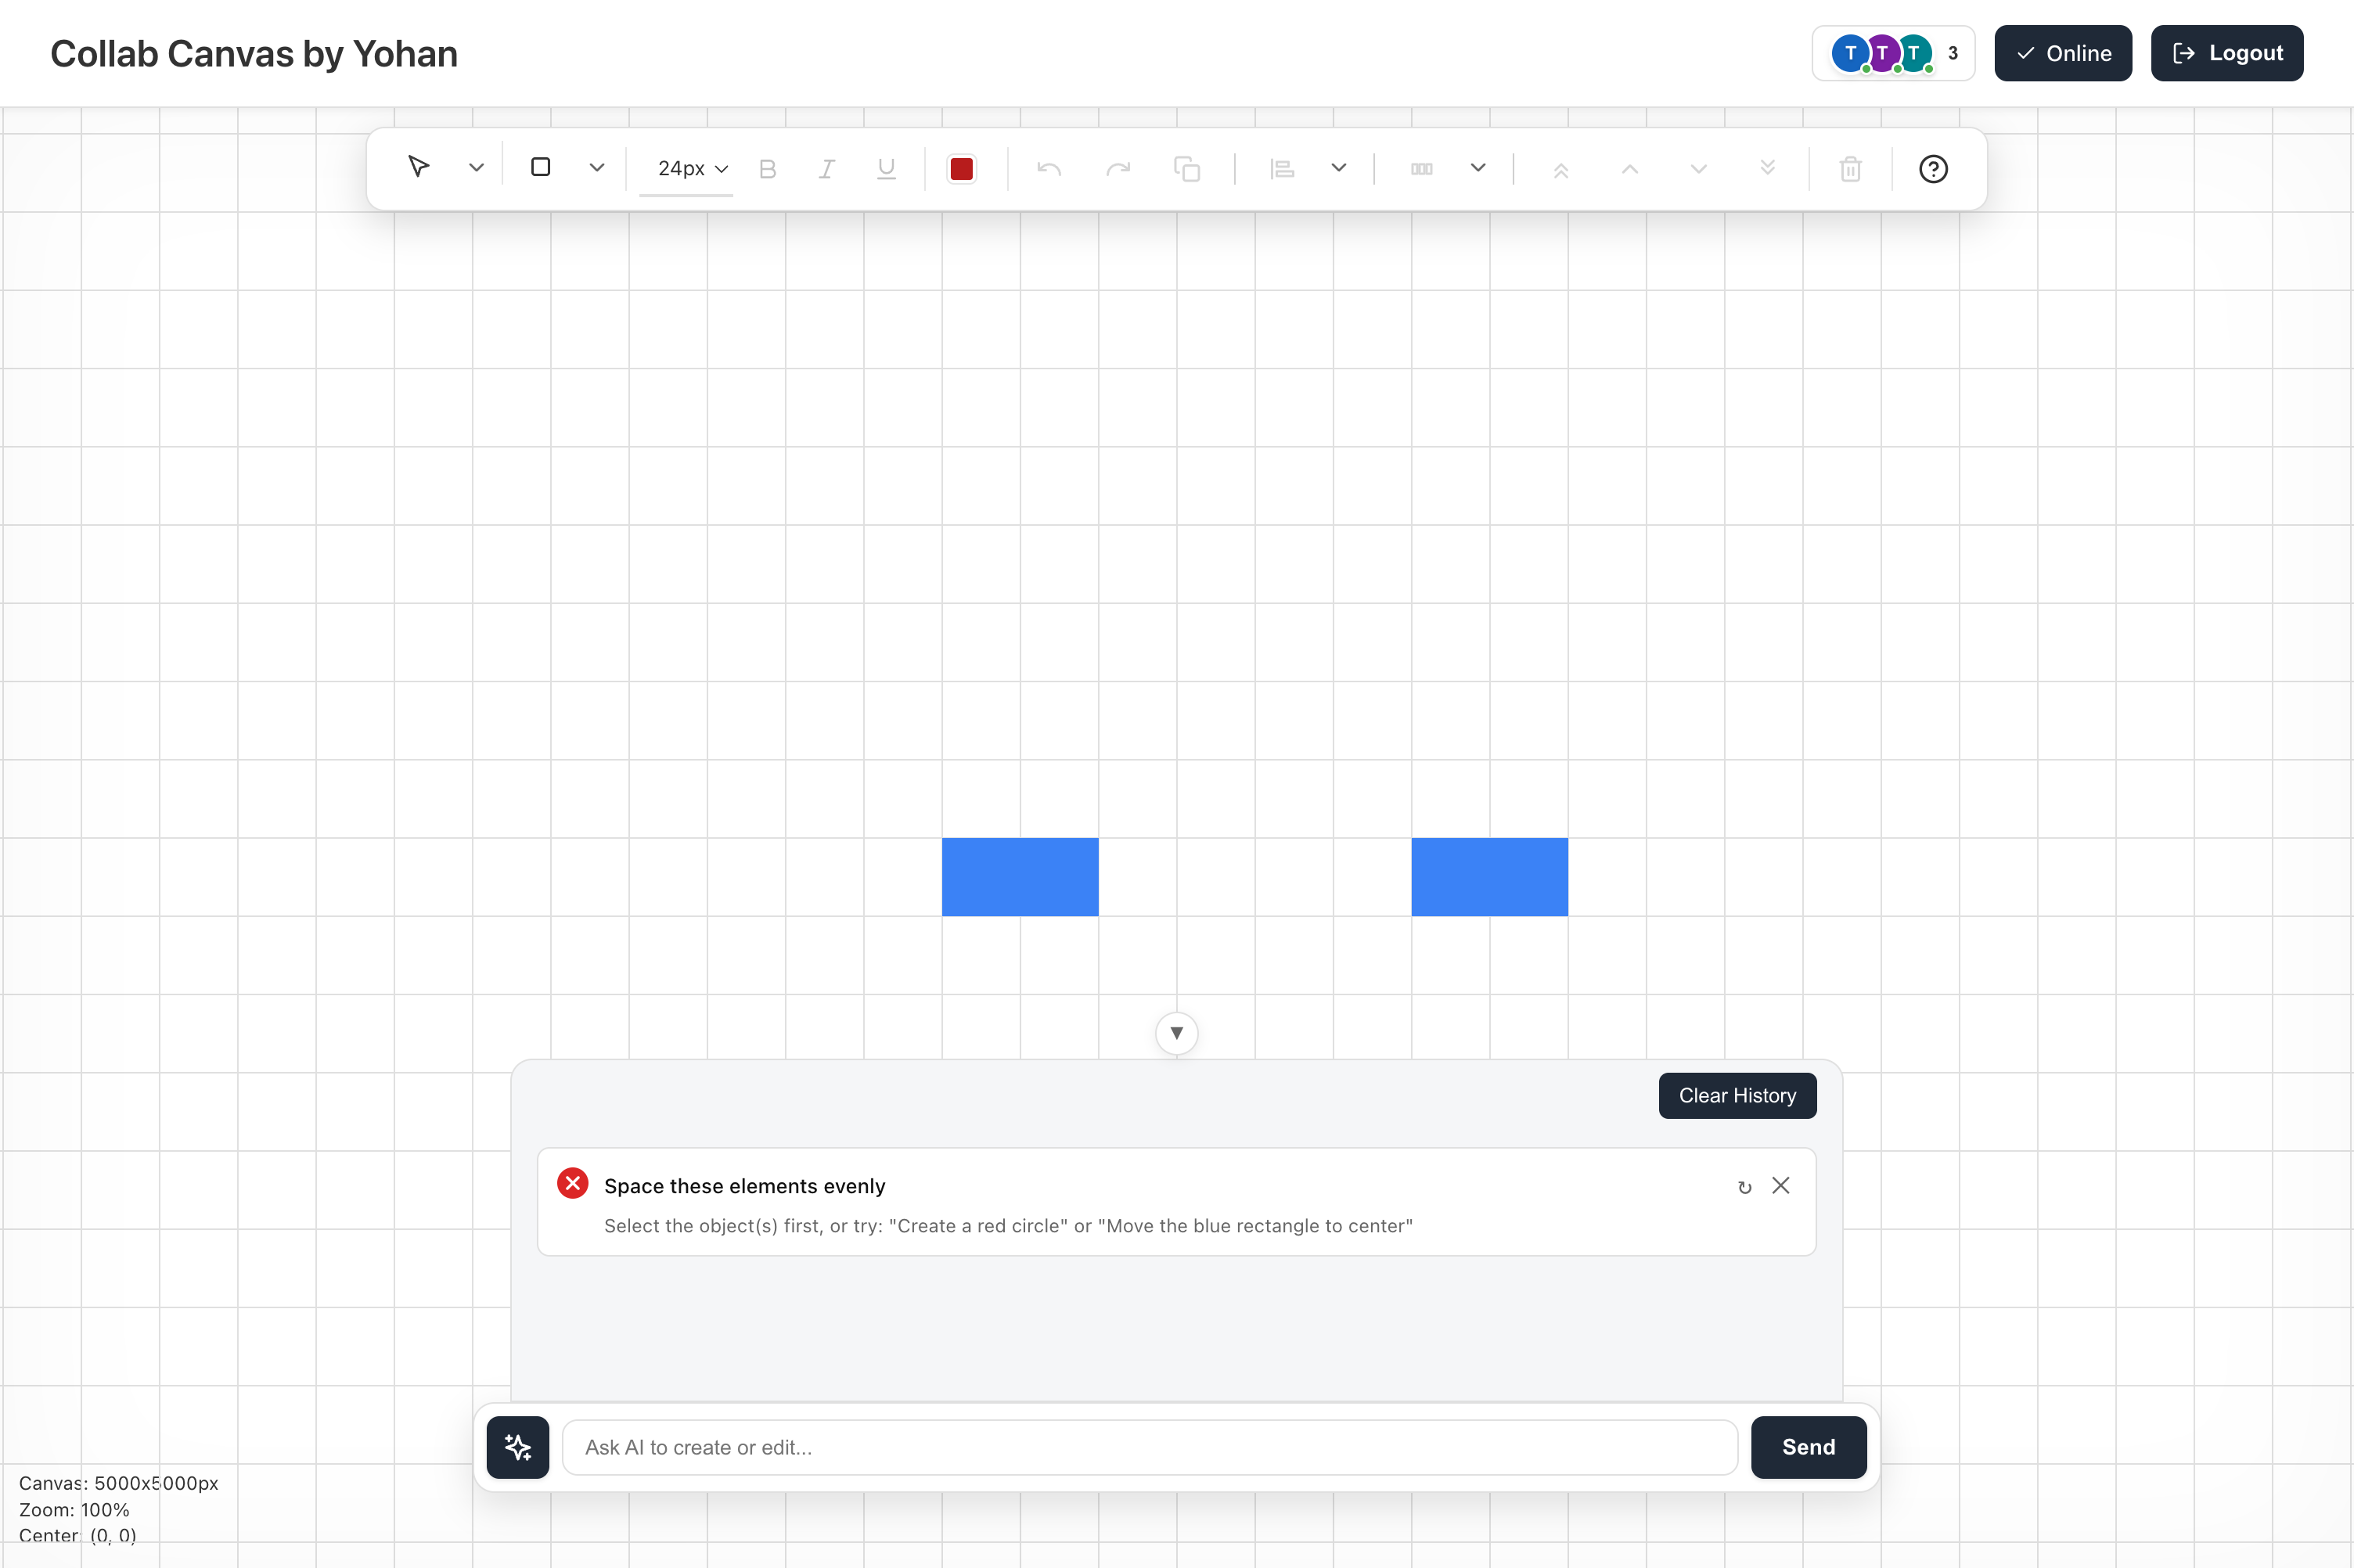 Collab Canvas by Yohan
T T T 3
Online
Logout
24px
B I U
Clear History
Space these elements evenly
Select the object(s) first, or try: "Create a red circle" or "Move the blue rectangle to center"
Ask AI to create or edit...
Send
Canvas: 5000x5000px
Zoom: 100%
Center: (0, 0)